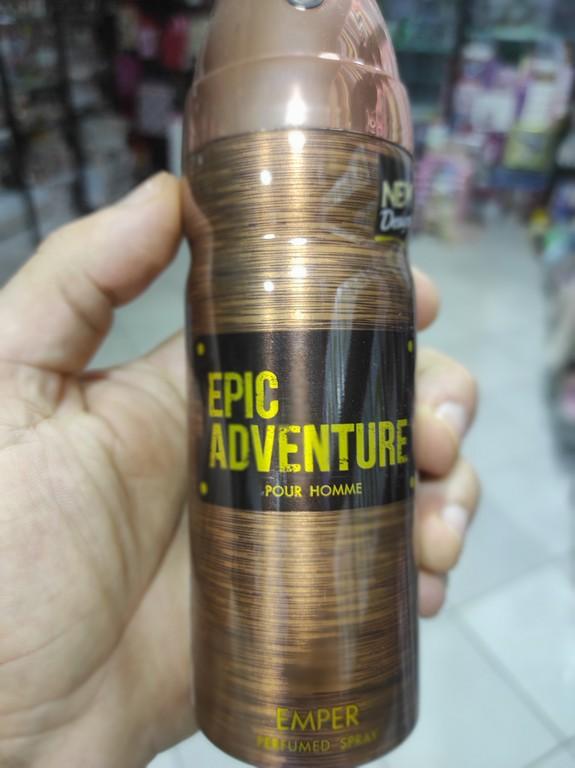 NEW
Design
EPIC
ADVENTURE
POUR HOMME
EMPER
PERFUMED SPRAY